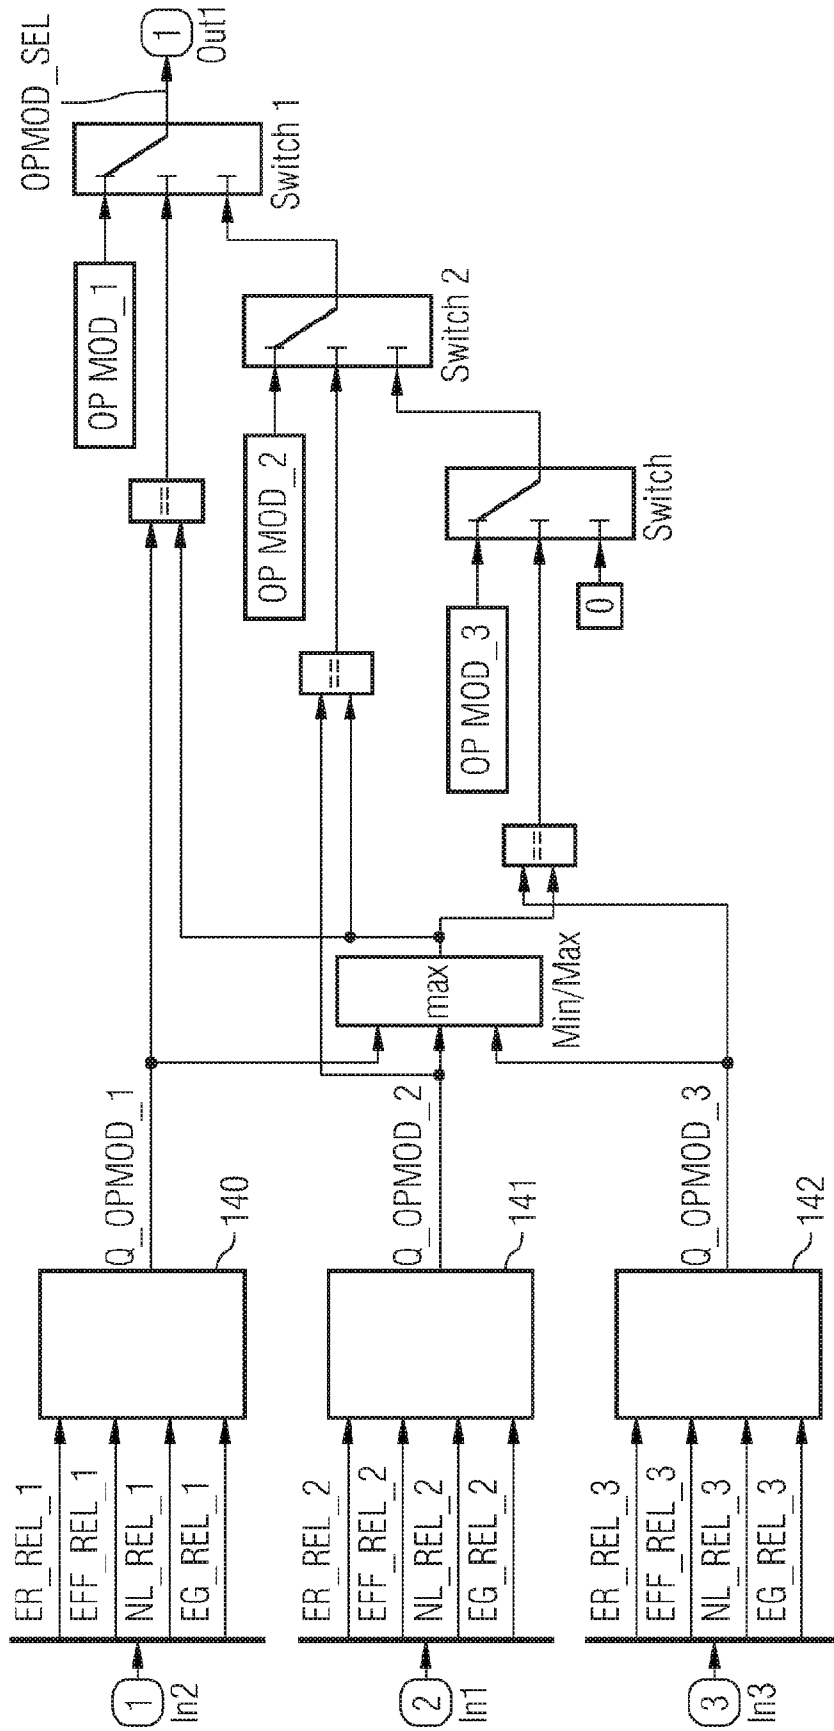 1
In2
ER_REL_1
EFF_REL_1
NL_REL_1
EG_REL_1
140
Q_OPMOD_1
2
In1
ER_REL_2
EFF_REL_2
NL_REL_2
EG_REL_2
141
Q_OPMOD_2
3
In3
ER_REL_3
EFF_REL_3
NL_REL_3
EG_REL_3
142
Q_OPMOD_3
max
Min/Max
==
==
==
OP MOD_1
OP MOD_2
OP MOD_3
0
Switch
Switch 2
Switch 1
OPMOD_SEL
1
Out1